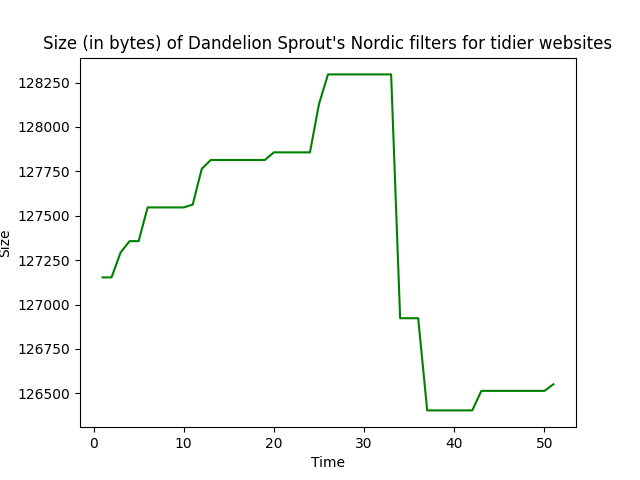 Size (in bytes) of Dandelion Sprout's Nordic filters for tidier websites
128250
128000
127750
127500
127250
127000
126750
126500
Size
0 10 20 30 40 50
Time